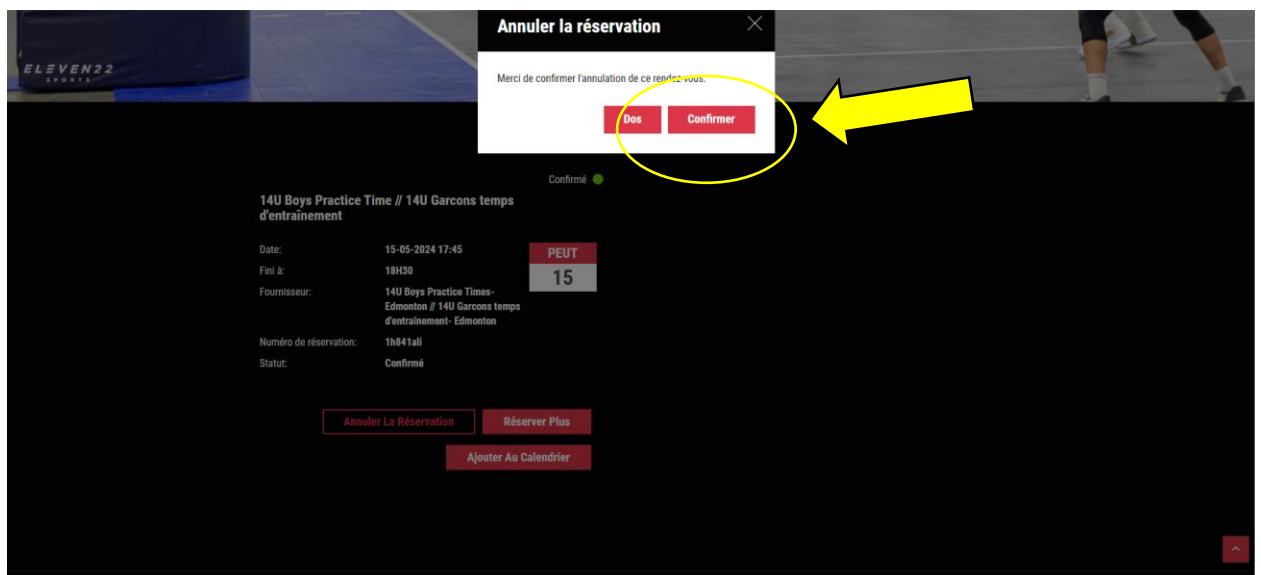 ELEVEN22
SPORTS
Annuler la réservation
Merci de confirmer l'annulation de ce rendez-vous.
Dos
Confirmer
Confirmé
14U Boys Practice Time // 14U Garcons temps
d'entraînement
Date:
15-05-2024 17:45
Fini à:
18H30
Fournisseur:
14U Boys Practice Times-
Edmonton // 14U Garcons temps
d'entraînement- Edmonton
Numéro de réservation:
1h841ali
Statut:
Confirmé
PEUT
15
Annuler La Réservation
Réserver Plus
Ajouter Au Calendrier